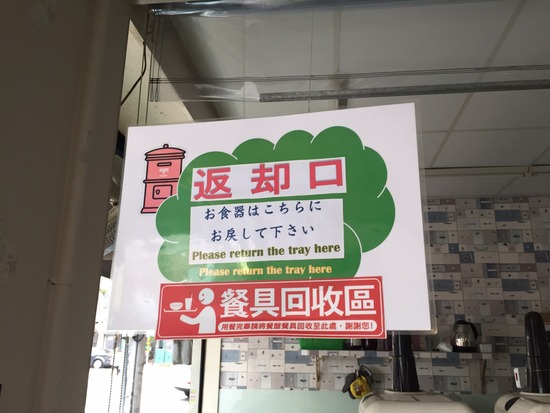 返却口
お食器はこちらに
お戻して下さい
Please return the tray here
Please return the tray here
餐具回收區
用餐完畢請將餐盤餐具回收至此處，謝謝您！